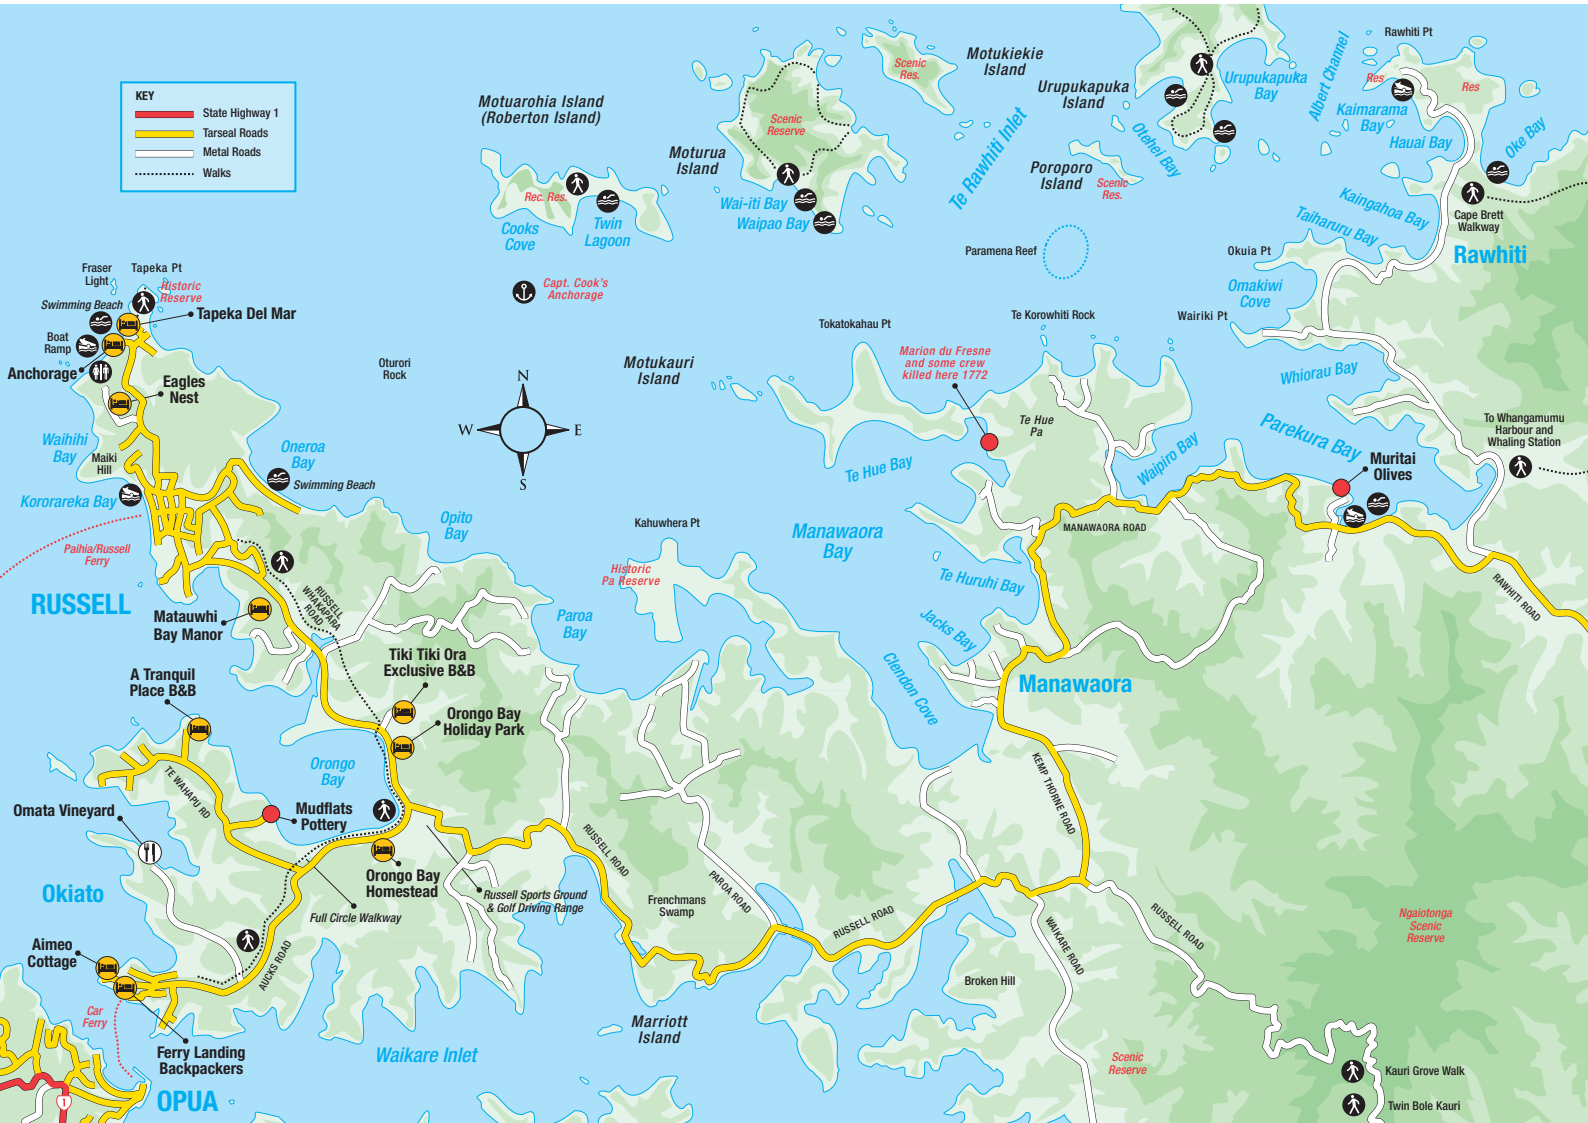 KEY
State Highway 1
Tarseal Roads
Metal Roads
Walks
Motuarohia Island
(Roberton Island)
Rec. Res.
Cooks
Cove
Twin
Lagoon
Capt. Cook's
Anchorage
Moturua
Island
Scenic
Reserve
Wai-iti Bay
Waipao Bay
Scenic
Res.
Motukiekie
Island
Te Rawhiti Inlet
Urupukapuka
Island
Urupukapuka
Bay
Otehei Bay
Poroporo
Island
Scenic
Res.
Paramena Reef
Albert Channel
Rawhiti Pt
Res
Res
Kaimarama
Bay
Hauai Bay
Oke Bay
Kaingahoa Bay
Taiharuru Bay
Cape Brett
Walkway
Rawhiti
Okuia Pt
Omakiwi
Cove
Wairiki Pt
Whiorau Bay
Parekura Bay
Muritai
Olives
To Whangamumu
Harbour and
Whaling Station
Fraser
Light
Tapeka Pt
Historic
Reserve
Swimming Beach
Tapeka Del Mar
Boat
Ramp
Anchorage
Eagles
Nest
Waihihi
Bay
Maiki
Hill
Kororareka Bay
Oneroa
Bay
Swimming Beach
Paihia/Russell
Ferry
RUSSELL
Oturori
Rock
N
W
E
S
Motukauri
Island
Tokatokahau Pt
Marion du Fresne
and some crew
killed here 1772
Te Korowhiti Rock
Te Hue
Pa
Te Hue Bay
Waipiro Bay
MANAWAORA ROAD
Manawaora
Bay
Te Huruhi Bay
Jacks Bay
Clendon Cove
Manawaora
RAWHITI ROAD
Opito
Bay
Kahuwhera Pt
Historic
Pa Reserve
Paroa
Bay
RUSSELL
WHAKAPARA
ROAD
Matauwhi
Bay Manor
Tiki Tiki Ora
Exclusive B&B
A Tranquil
Place B&B
Orongo Bay
Holiday Park
Orongo
Bay
TE WAHAPU RD
Omata Vineyard
Mudflats
Pottery
Orongo Bay
Homestead
Full Circle Walkway
Russell Sports Ground
& Golf Driving Range
Okiato
Aimeo
Cottage
AUCKS ROAD
Car
Ferry
Ferry Landing
Backpackers
OPUA
1
Waikare Inlet
RUSSELL ROAD
Frenchmans
Swamp
PAROA ROAD
RUSSELL ROAD
KEMP THORNE ROAD
WAIKARE ROAD
RUSSELL ROAD
Broken Hill
Marriott
Island
Scenic
Reserve
Ngaiotonga
Scenic
Reserve
Kauri Grove Walk
Twin Bole Kauri